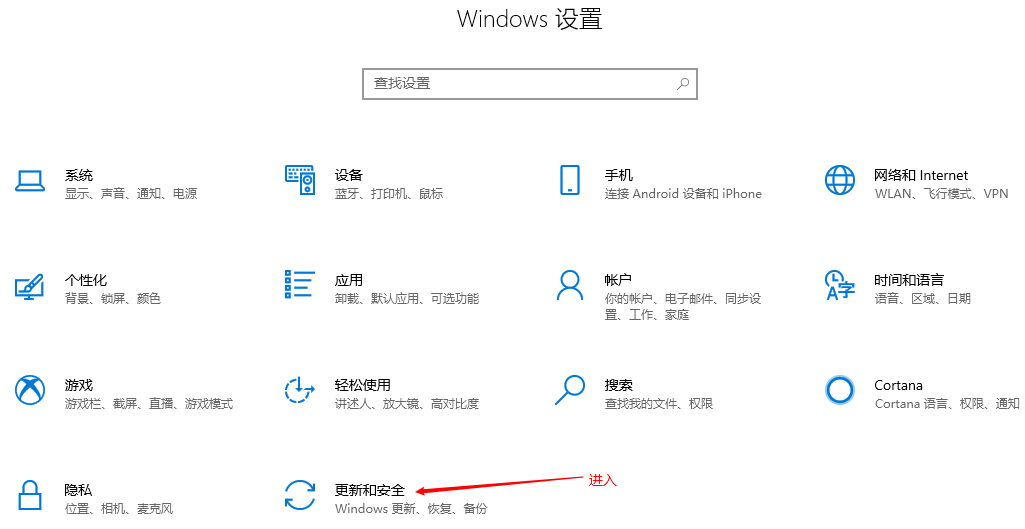 Windows 设置
查找设置
系统
显示、声音、通知、电源
设备
蓝牙、打印机、鼠标
手机
连接 Android 设备和 iPhone
网络和 Internet
WLAN、飞行模式、VPN
个性化
背景、锁屏、颜色
应用
卸载、默认应用、可选功能
帐户
你的帐户、电子邮件、同步设
置、工作、家庭
时间和语言
语音、区域、日期
游戏
游戏栏、截屏、直播、游戏模式
轻松使用
讲述人、放大镜、高对比度
搜索
查找我的文件、权限
Cortana
Cortana 语言、权限、通知
隐私
位置、相机、麦克风
更新和安全
Windows 更新、恢复、备份
进入